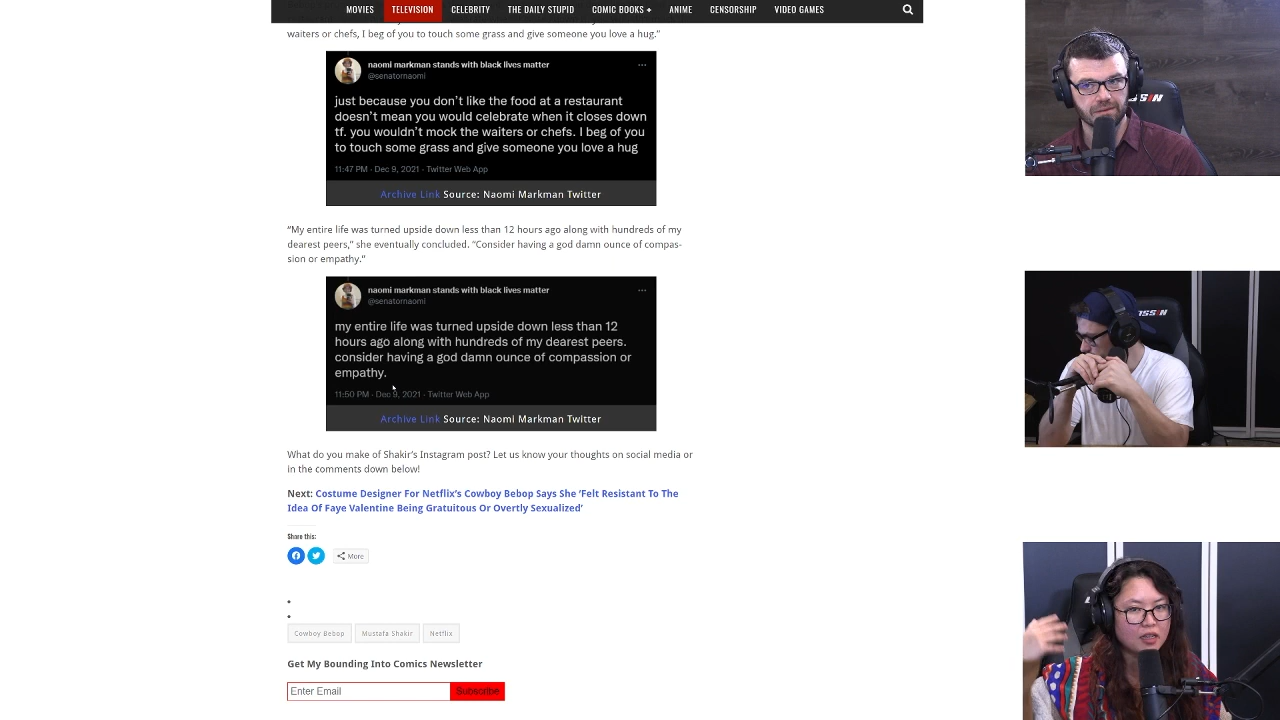 MOVIES TELEVISION CELEBRITY THE DAILY STUPID COMIC BOOKS + ANIME CENSORSHIP VIDEO GAMES
waiters or chefs, I beg of you to touch some grass and give someone you love a hug.”
naomi markman stands with black lives matter
@senatornaomi
just because you don’t like the food at a restaurant
doesn’t mean you would celebrate when it closes down
tf. you wouldn’t mock the waiters or chefs. I beg of you
to touch some grass and give someone you love a hug
11:47 PM · Dec 9, 2021 · Twitter Web App
Archive Link Source: Naomi Markman Twitter
“My entire life was turned upside down less than 12 hours ago along with hundreds of my
dearest peers,” she eventually concluded. “Consider having a god damn ounce of compas-
sion or empathy.”
naomi markman stands with black lives matter
@senatornaomi
my entire life was turned upside down less than 12
hours ago along with hundreds of my dearest peers.
consider having a god damn ounce of compassion or
empathy.
11:50 PM · Dec 9, 2021 · Twitter Web App
Archive Link Source: Naomi Markman Twitter
What do you make of Shakir’s Instagram post? Let us know your thoughts on social media or
in the comments down below!
Next: Costume Designer For Netflix’s Cowboy Bebop Says She ‘Felt Resistant To The
Idea Of Faye Valentine Being Gratuitous Or Overtly Sexualized’
Share this:
More
Cowboy Bebop Mustafa Shakir Netflix
Get My Bounding Into Comics Newsletter
Enter Email Subscribe